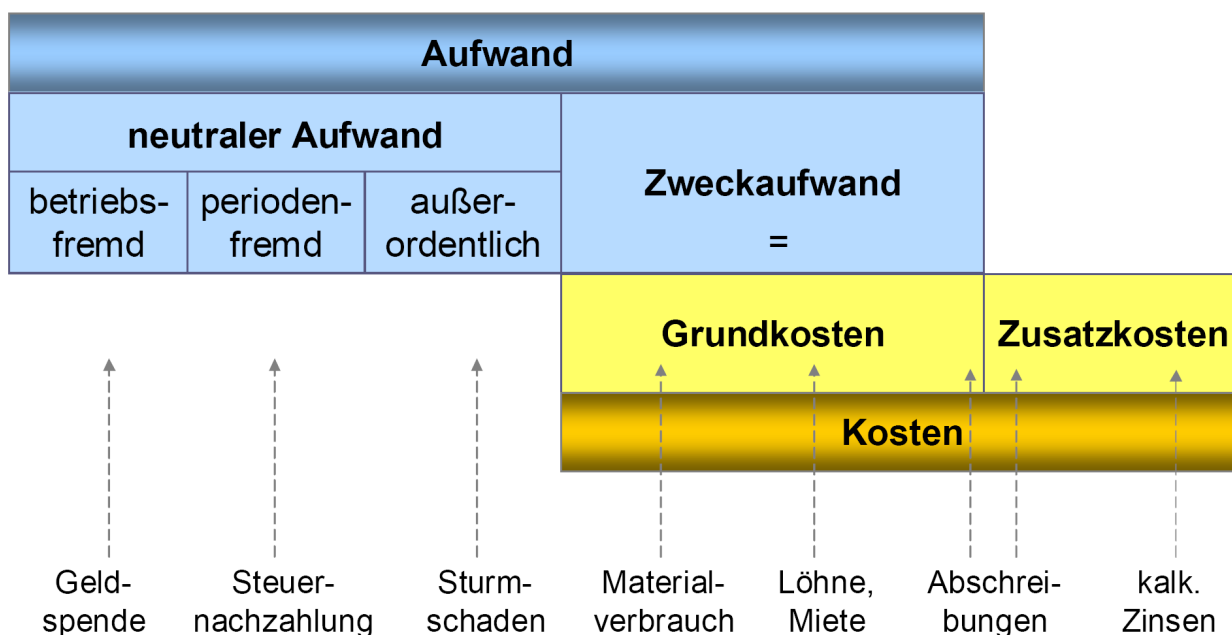 Aufwand
neutraler Aufwand
betriebs-
fremd
perioden-
fremd
außer-
ordentlich
Zweckaufwand
=
Grundkosten
Zusatzkosten
Kosten
Geld-
spende
Steuer-
nachzahlung
Sturm-
schaden
Material-
verbrauch
Löhne,
Miete
Abschrei-
bungen
kalk.
Zinsen